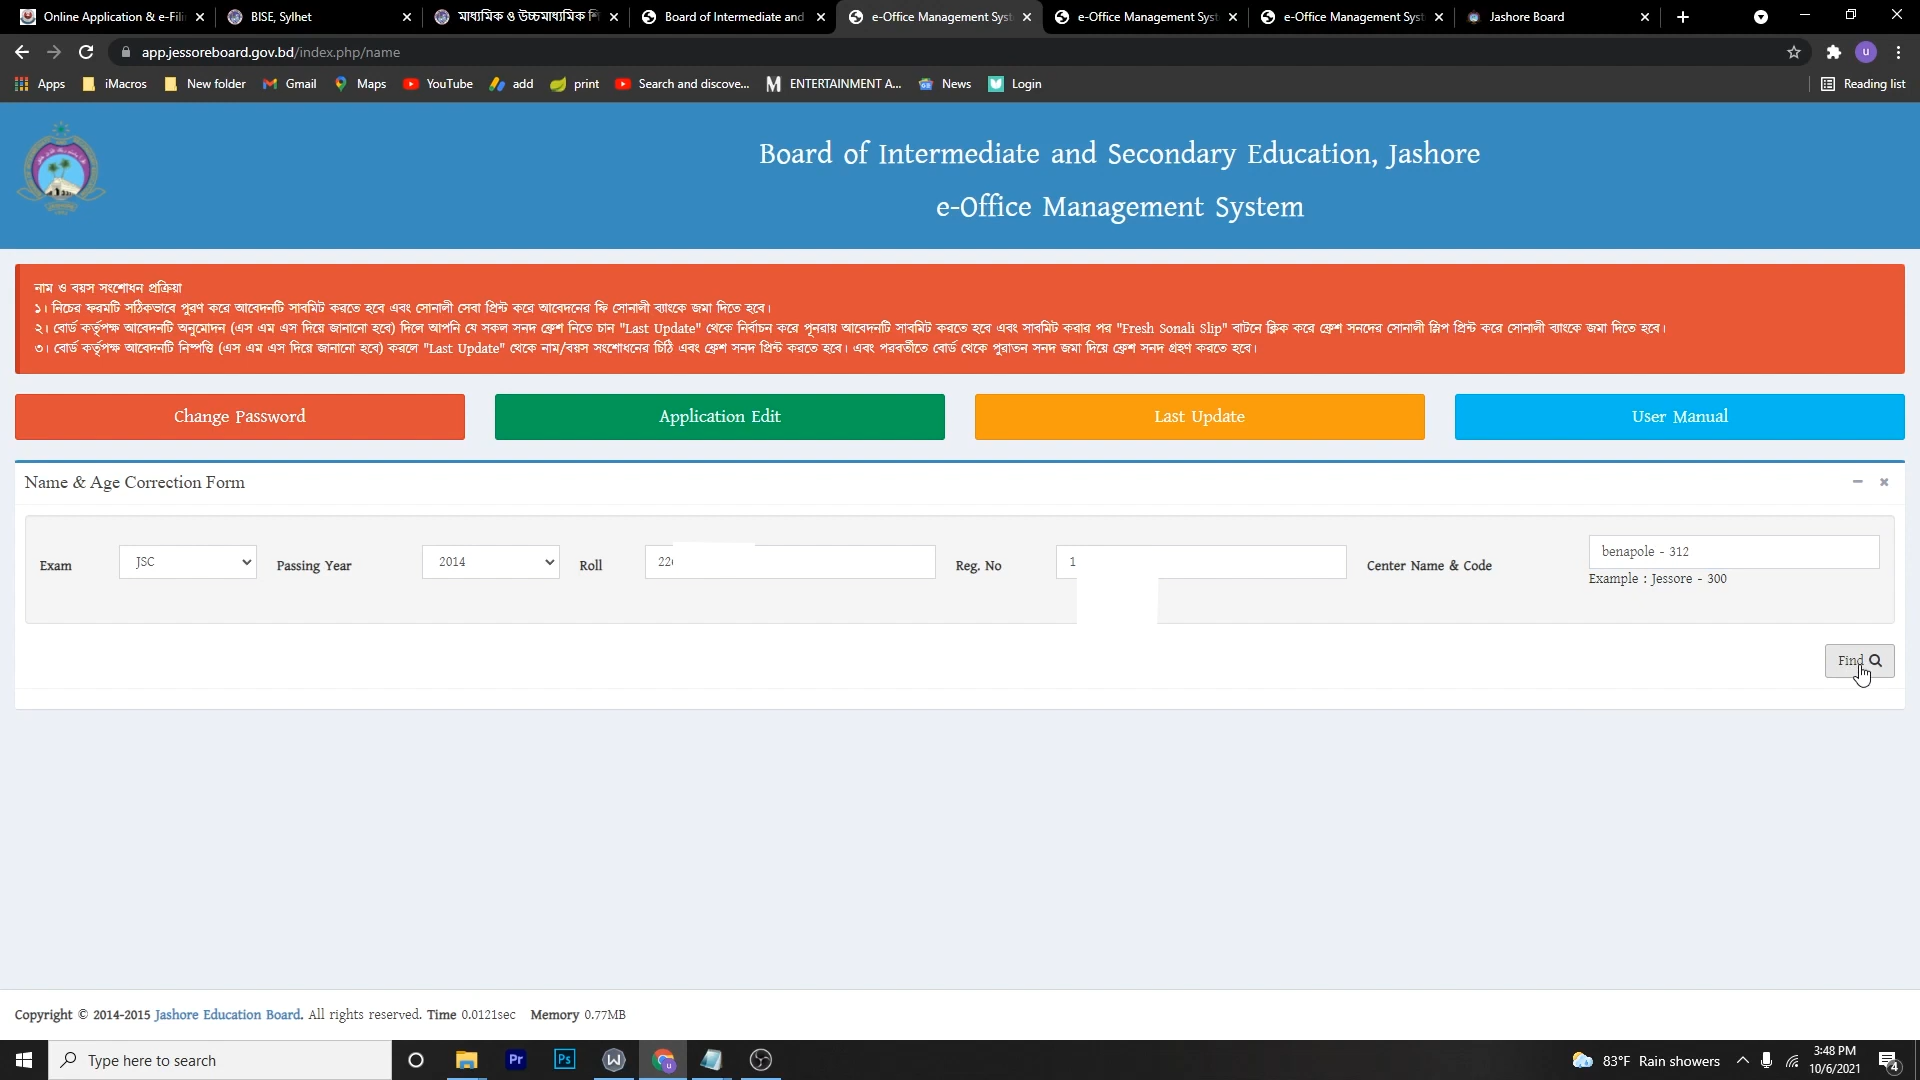 Online Application & e-Fili
BISE, Sylhet
মাধ্যমিক ও উচ্চমাধ্যমিক শি
Board of Intermediate and
e-Office Management Syst
e-Office Management Syst
e-Office Management Syst
Jashore Board
app.jessoreboard.gov.bd/index.php/name
Apps
iMacros
New folder
Gmail
Maps
YouTube
add
print
Search and discove...
ENTERTAINMENT A...
News
Login
Reading list
Board of Intermediate and Secondary Education, Jashore
e-Office Management System
নাম ও বয়স সংশোধন প্রক্রিয়া
১। নিচের ফরমটি সঠিকভাবে পুরণ করে আবেদনটি সাবমিট করতে হবে এবং সোনালী সেবা প্রিন্ট করে আবেদনের ফি সোনালী ব্যাংকে জমা দিতে হবে।
২। বোর্ড কর্তৃপক্ষ আবেদনটি অনুমোদন (এস এম এস দিয়ে জানানো হবে) দিলে আপনি যে সকল সনদ ফ্রেশ নিতে চান "Last Update" থেকে নির্বাচন করে পূনরায় আবেদনটি সাবমিট করতে হবে এবং সাবমিট করার পর "Fresh Sonali Slip" বাটনে ক্লিক করে ফ্রেশ সনদের সোনালী স্লিপ প্রিন্ট করে সোনালী ব্যাংকে জমা দিতে হবে।
৩। বোর্ড কর্তৃপক্ষ আবেদনটি নিষ্পত্তি (এস এম এস দিয়ে জানানো হবে) করলে "Last Update" থেকে নাম/বয়স সংশোধনের চিঠি এবং ফ্রেশ সনদ প্রিন্ট করতে হবে। এবং পরবর্তীতে বোর্ড থেকে পুরাতন সনদ জমা দিয়ে ফ্রেশ সনদ গ্রহণ করতে হবে।
Change Password
Application Edit
Last Update
User Manual
Name & Age Correction Form
Exam JSC Passing Year 2014 Roll 22 Reg. No 1 Center Name & Code benapole - 312
Example : Jessore - 300
Find
Copyright © 2014-2015 Jashore Education Board. All rights reserved. Time 0.0121sec Memory 0.77MB
Type here to search
Pr
Ps
83°F Rain showers
3:48 PM
10/6/2021
4